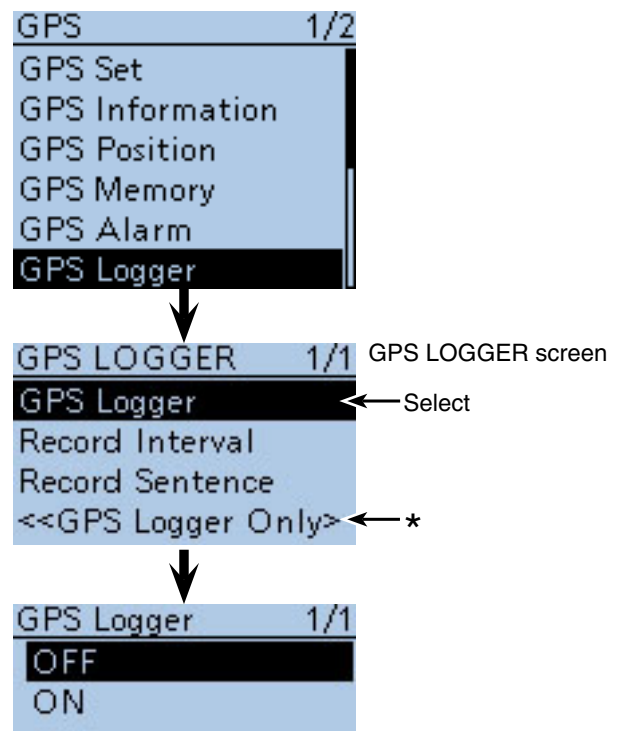 GPS 1/2
GPS Set
GPS Information
GPS Position
GPS Memory
GPS Alarm
GPS Logger
GPS LOGGER 1/1 GPS LOGGER screen
GPS Logger Select
Record Interval
Record Sentence
<<GPS Logger Only> *
GPS Logger 1/1
OFF
ON